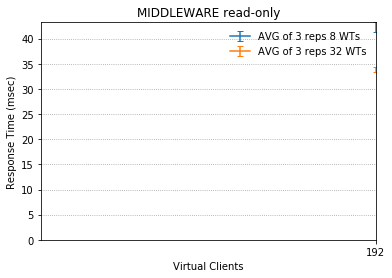 MIDDLEWARE read-only
AVG of 3 reps 8 WTs
AVG of 3 reps 32 WTs
Response Time (msec)
40
35
30
25
20
15
10
5
0
192
Virtual Clients